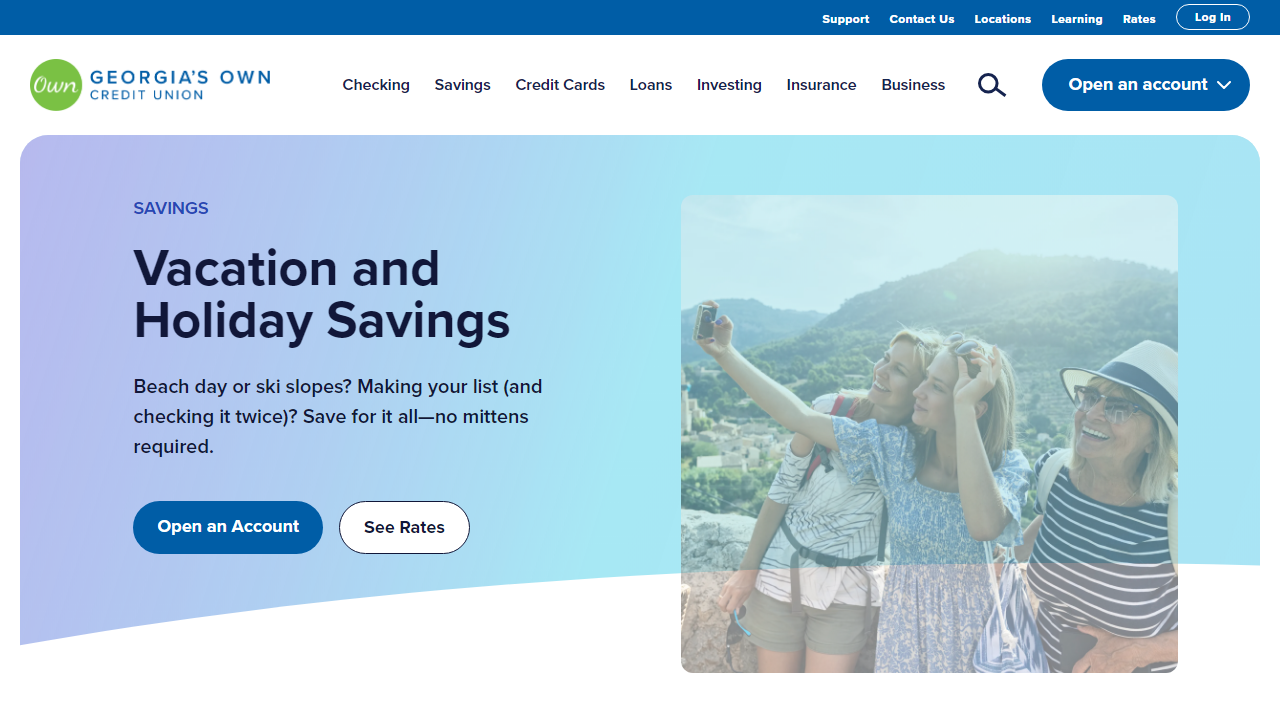 Support Contact Us Locations Learning Rates Log In
Own GEORGIA'S OWN
CREDIT UNION
Checking Savings Credit Cards Loans Investing Insurance Business Open an account
SAVINGS
Vacation and
Holiday Savings
Beach day or ski slopes? Making your list (and
checking it twice)? Save for it all—no mittens
required.
Open an Account See Rates